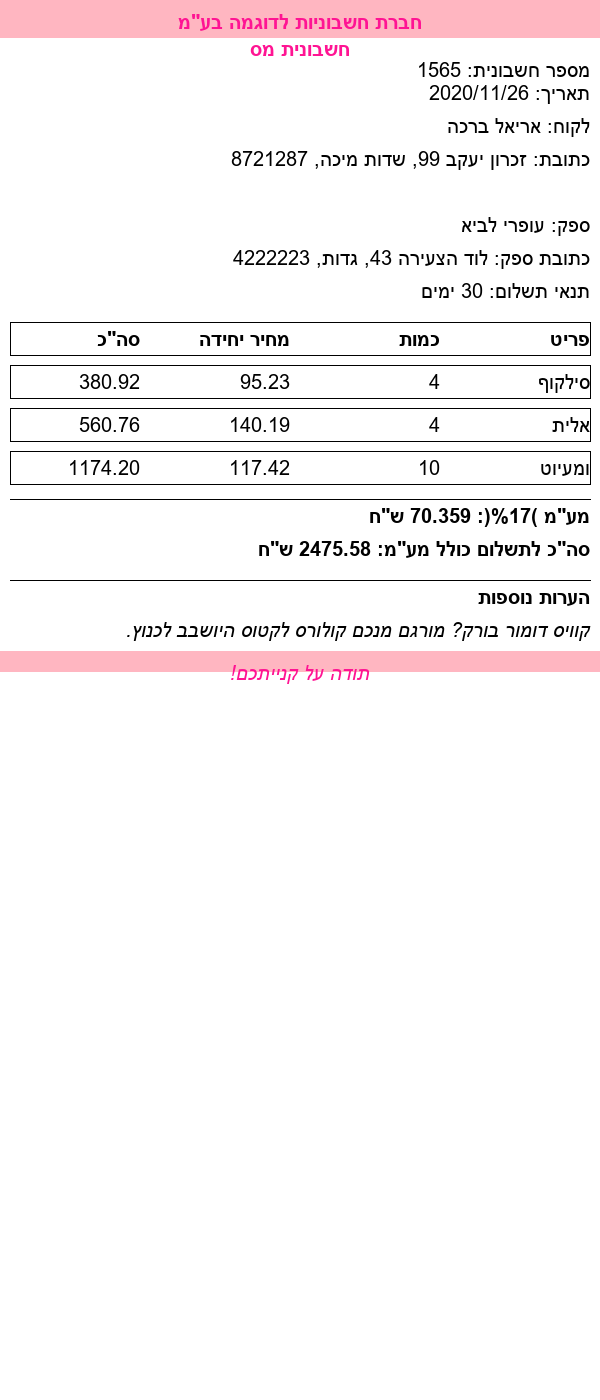 חברת חשבוניות לדוגמה בע"מ
חשבונית מס
מספר חשבונית: 1565
תאריך: 2020/11/26
לקוח: אריאל ברכה
כתובת: זכרון יעקב 99, שדות מיכה, 8721287
ספק: עופרי לביא
כתובת ספק: לוד הצעירה 43, גדות, 4222223
תנאי תשלום: 30 ימים
פריט כמות מחיר יחידה סה"כ
סילקוף 4 95.23 380.92
אלית 4 140.19 560.76
ומעיוט 10 117.42 1174.20
מע"מ )17%(: 70.359 ש"ח
סה"כ לתשלום כולל מע"מ: 2475.58 ש"ח
הערות נוספות
קוויס דומור בורק? מורגם מנכם קולורס לקטוס היושבב לכנוץ.
תודה על קנייתכם!